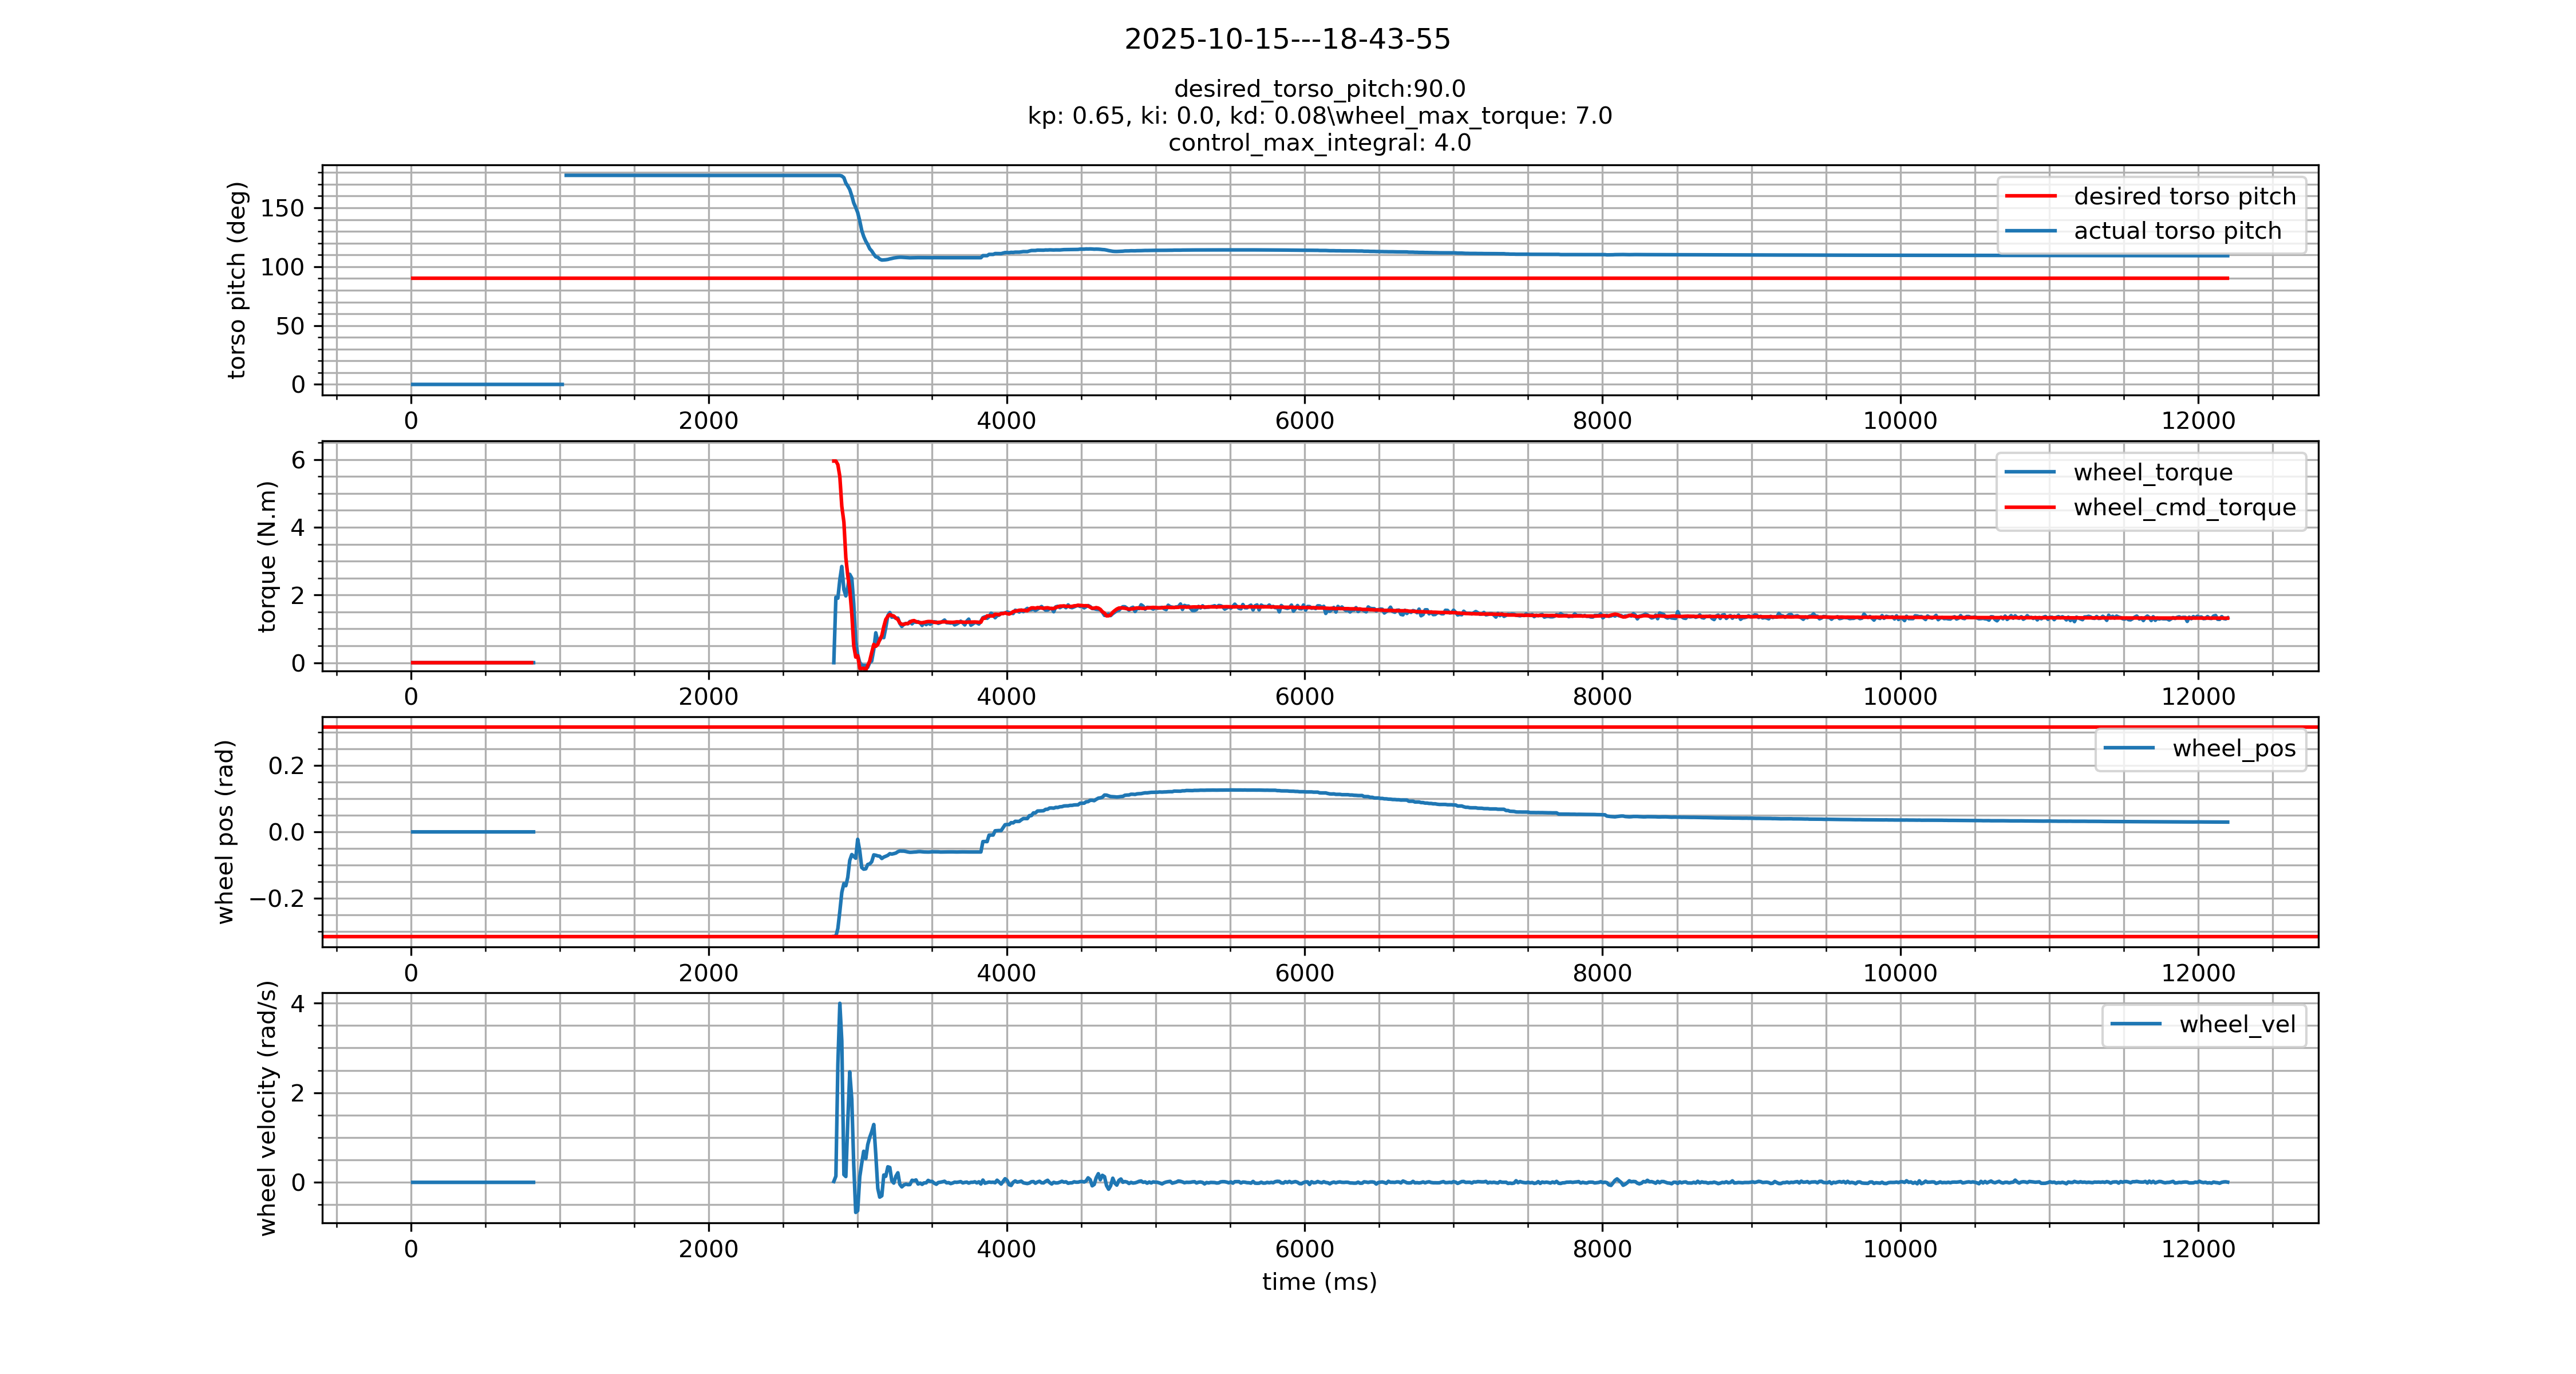 2025-10-15---18-43-55
desired_torso_pitch:90.0
kp: 0.65, ki: 0.0, kd: 0.08\wheel_max_torque: 7.0
control_max_integral: 4.0
torso pitch (deg)
150
100
50
0
desired torso pitch
actual torso pitch
0 2000 4000 6000 8000 10000 12000
torque (N.m)
6
4
2
0
wheel_torque
wheel_cmd_torque
0 2000 4000 6000 8000 10000 12000
wheel pos (rad)
0.2
0.0
−0.2
wheel_pos
0 2000 4000 6000 8000 10000 12000
wheel velocity (rad/s)
4
2
0
wheel_vel
0 2000 4000 6000 8000 10000 12000
time (ms)